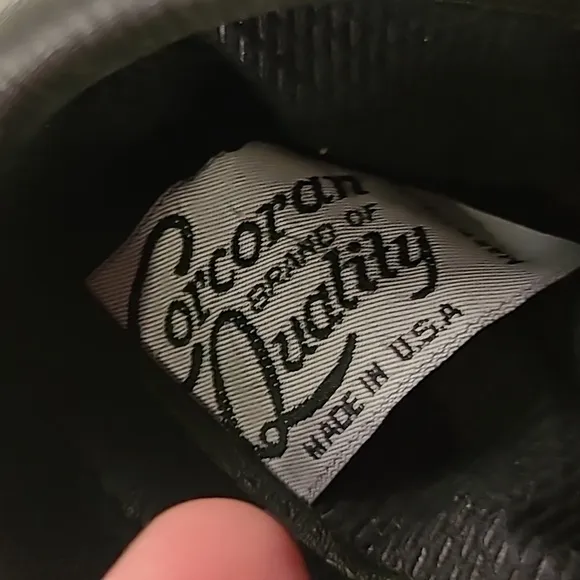 Corcoran
BRAND OF
Quality
MADE IN U.S.A